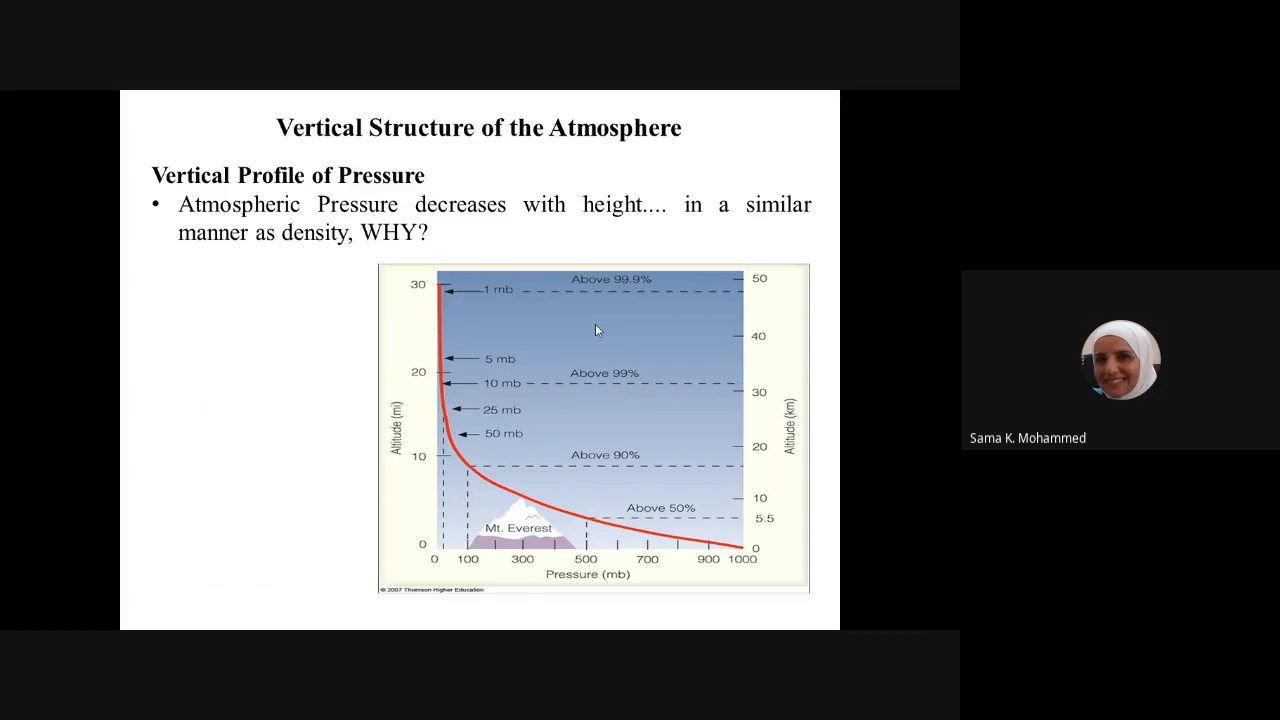 Vertical Structure of the Atmosphere
Vertical Profile of Pressure
• Atmospheric Pressure decreases with height.... in a similar
manner as density, WHY?
Above 99.9%
50
30
1 mb
40
5 mb
20
Above 99%
10 mb
30
25 mb
Altitude (mi)
Altitude (km)
50 mb
20
10
Above 90%
10
Above 50%
5.5
Mt. Everest
0
0
0 100 300 500 700 900 1000
Pressure (mb)
© 2007 Thomson Higher Education
Sama K. Mohammed